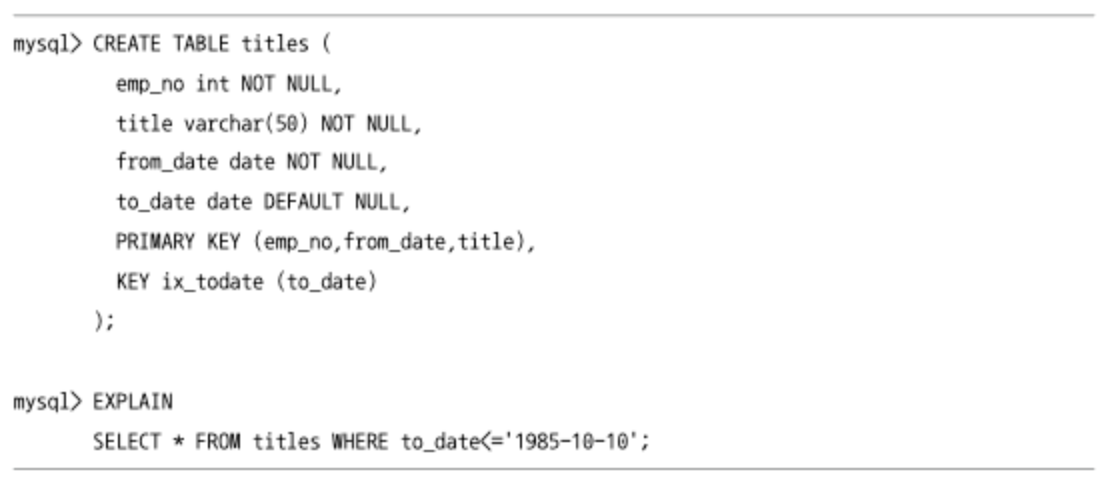 mysql> CREATE TABLE titles (
emp_no int NOT NULL,
title varchar(50) NOT NULL,
from_date date NOT NULL,
to_date date DEFAULT NULL,
PRIMARY KEY (emp_no,from_date,title),
KEY ix_todate (to_date)
);
mysql> EXPLAIN
SELECT * FROM titles WHERE to_date<='1985-10-10';